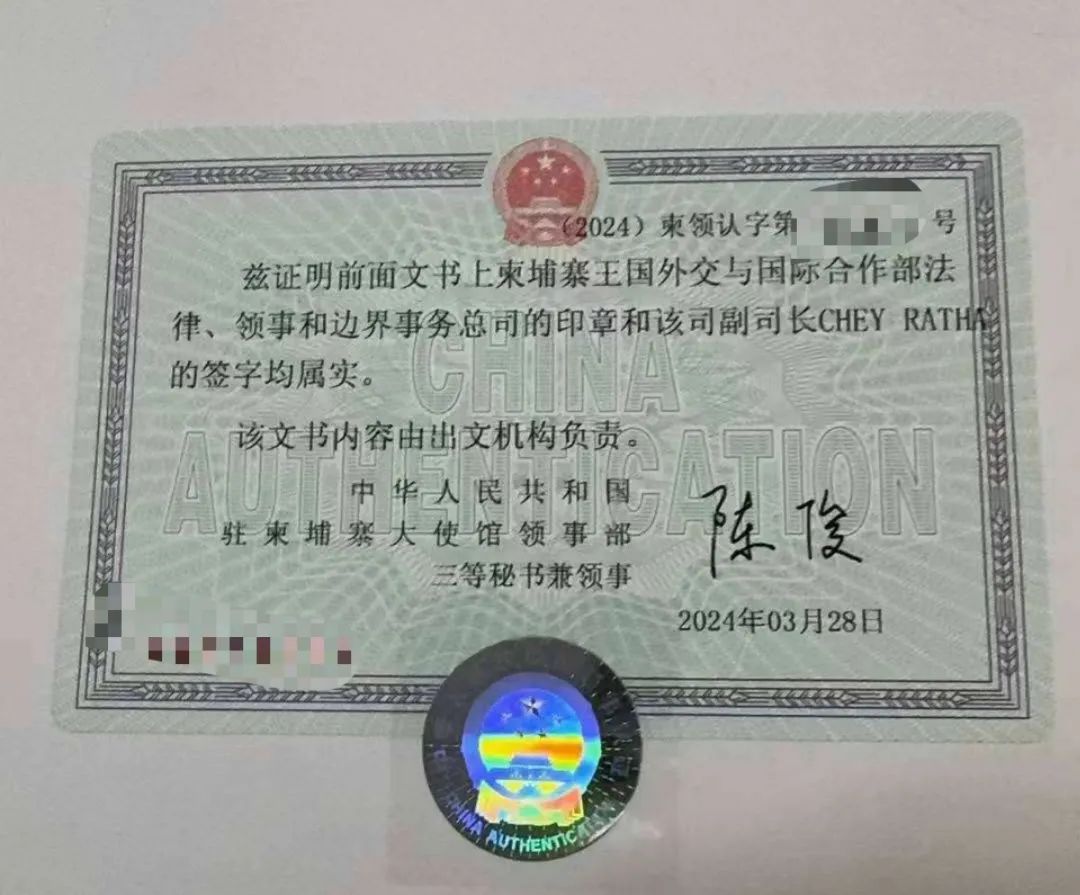 （2024）柬领认字第 号
兹证明前面文书上柬埔寨王国外交与国际合作部法
律、领事和边界事务总司的印章和该司副司长CHEY RATHA
的签字均属实。
该文书内容由出文机构负责。
CHINA
AUTHENTICATION
中华人民共和国
驻柬埔寨大使馆领事部
三等秘书兼领事
陈俊
2024年03月28日
CHINA AUTHENTICATION